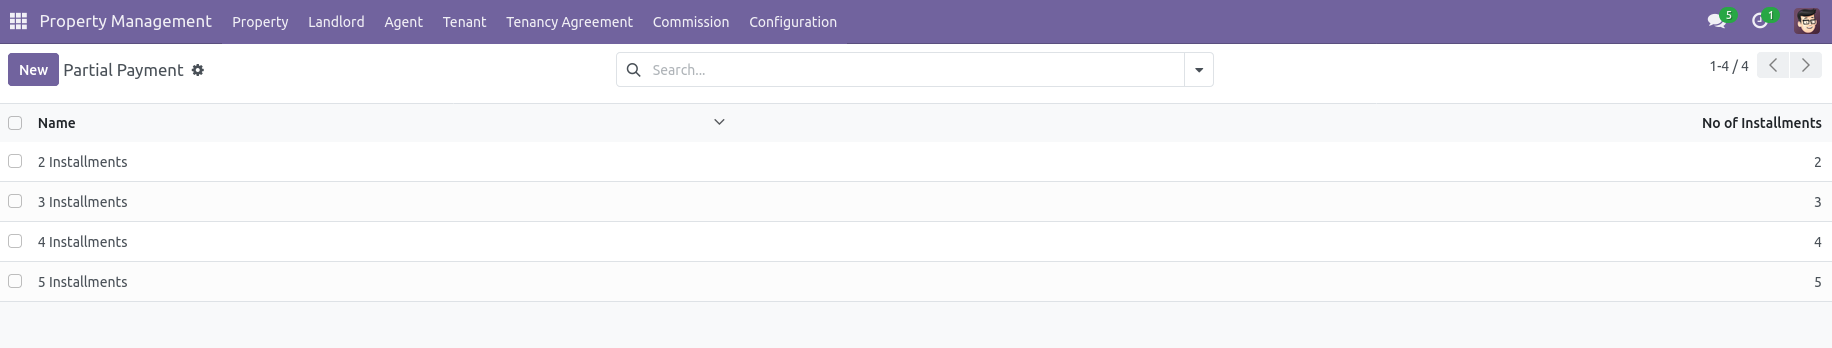 Property Management Property Landlord Agent Tenant Tenancy Agreement Commission Configuration 5 1
New Partial Payment Search... 1-4 / 4
Name No of Installments
2 Installments 2
3 Installments 3
4 Installments 4
5 Installments 5